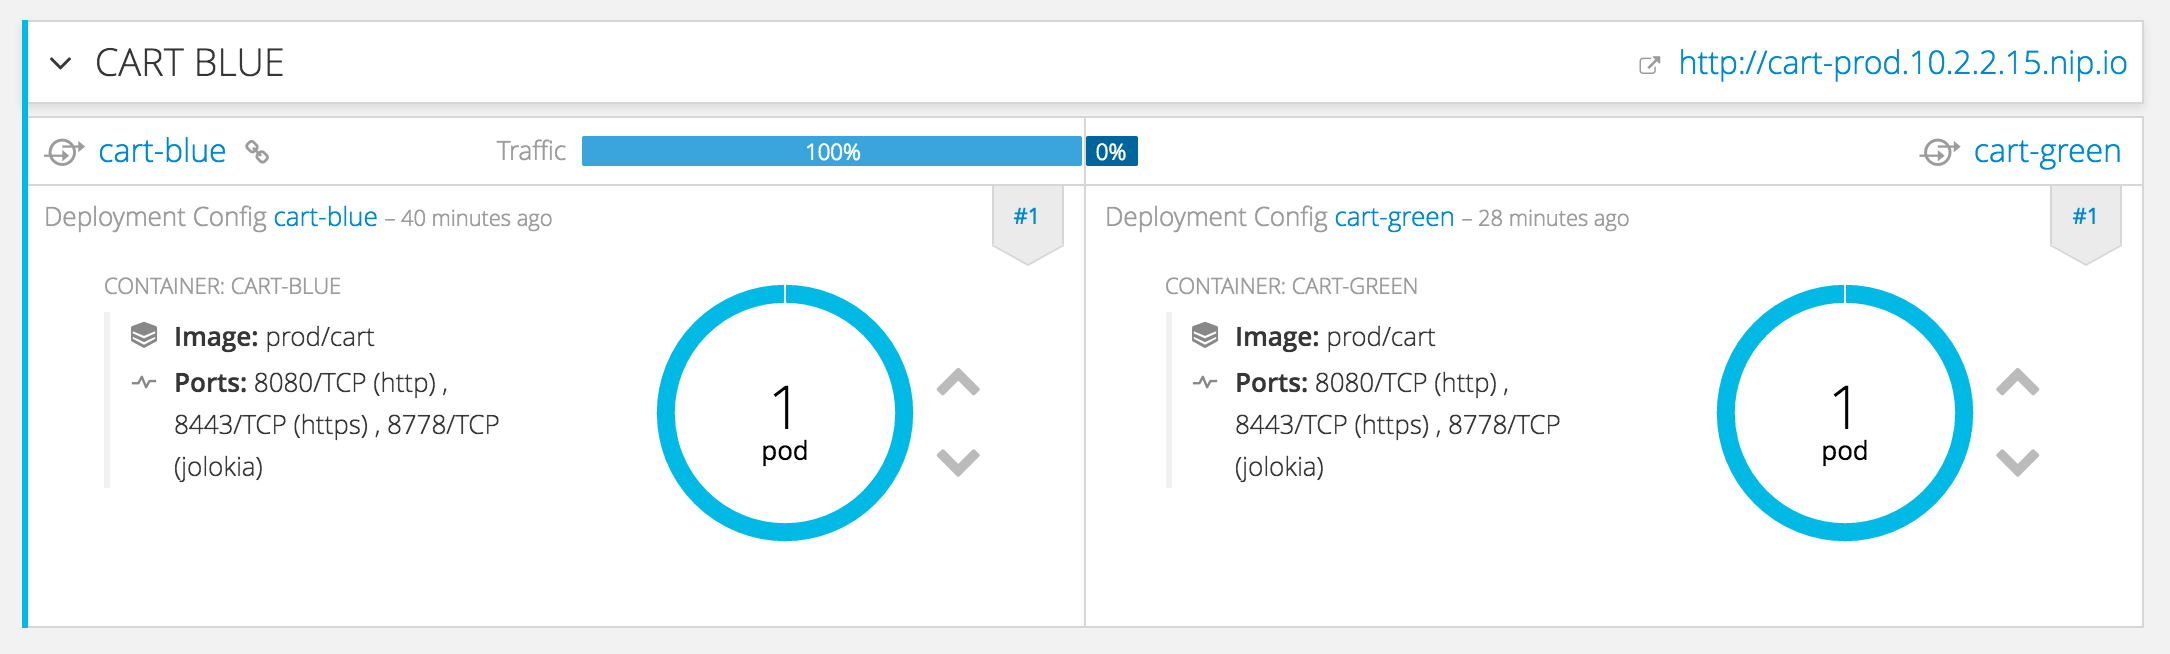 CART BLUE
http://cart-prod.10.2.2.15.nip.io
cart-blue
Traffic
100%
0%
cart-green
Deployment Config cart-blue – 40 minutes ago
#1
CONTAINER: CART-BLUE
Image: prod/cart
Ports: 8080/TCP (http) ,
8443/TCP (https) , 8778/TCP
(jolokia)
1
pod
Deployment Config cart-green – 28 minutes ago
#1
CONTAINER: CART-GREEN
Image: prod/cart
Ports: 8080/TCP (http) ,
8443/TCP (https) , 8778/TCP
(jolokia)
1
pod